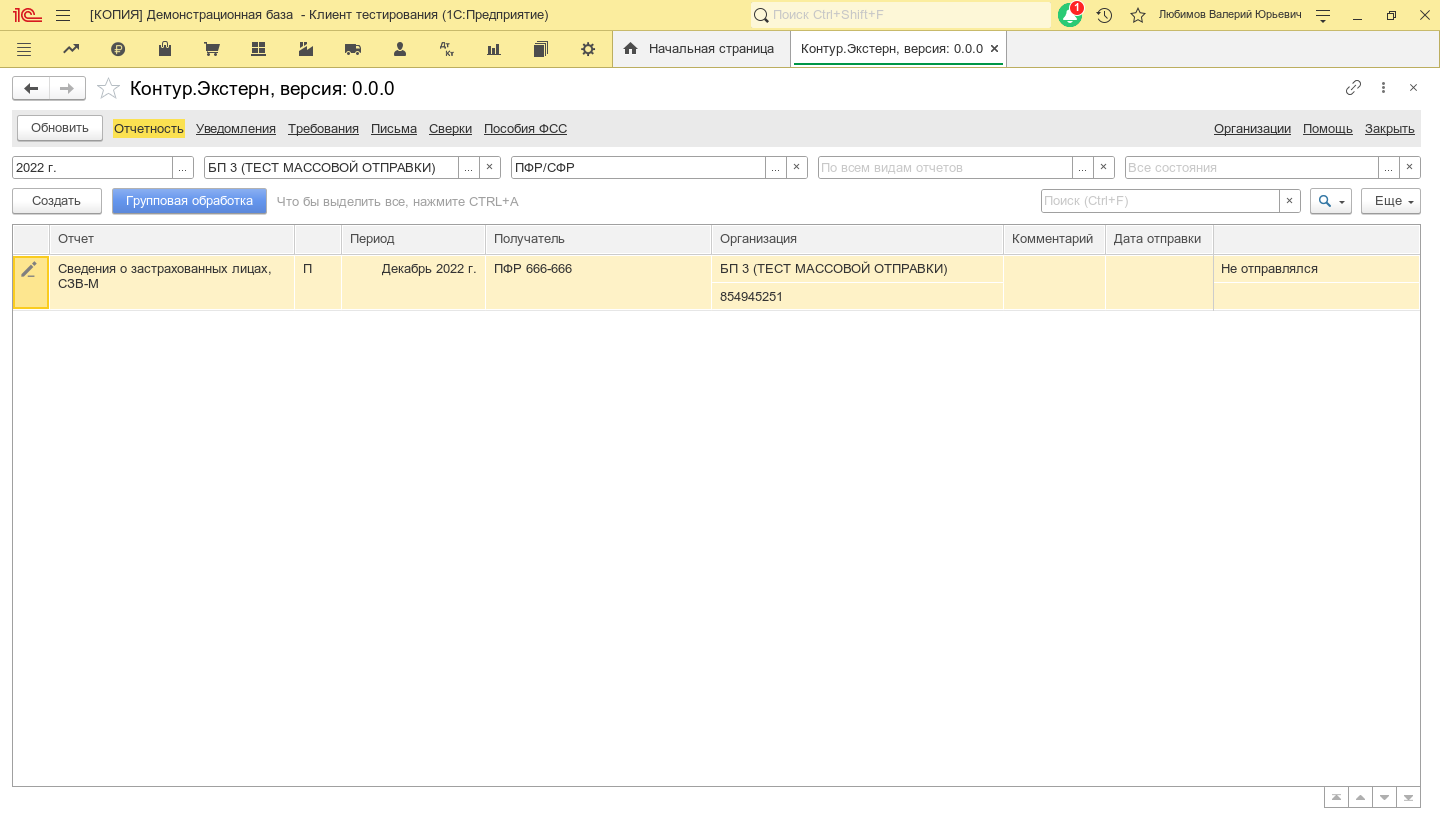 [КОПИЯ] Демонстрационная база - Клиент тестирования (1С:Предприятие)
Поиск Ctrl+Shift+F
1
Любимов Валерий Юрьевич
Дт
Кт
Начальная страница
Контур.Экстерн, версия: 0.0.0 ×
Контур.Экстерн, версия: 0.0.0
Обновить
Отчетность
Уведомления
Требования
Письма
Сверки
Пособия ФСС
Организации
Помощь
Закрыть
2022 г. ...
БП 3 (ТЕСТ МАССОВОЙ ОТПРАВКИ) ... ×
ПФР/СФР ... ×
По всем видам отчетов ... ×
Все состояния ... ×
Создать
Групповая обработка
Что бы выделить все, нажмите CTRL+A
Поиск (Ctrl+F) ×
Еще
Отчет
Период
Получатель
Организация
Комментарий
Дата отправки
Сведения о застрахованных лицах,
СЗВ-М
П
Декабрь 2022 г.
ПФР 666-666
БП 3 (ТЕСТ МАССОВОЙ ОТПРАВКИ)
854945251
Не отправлялся